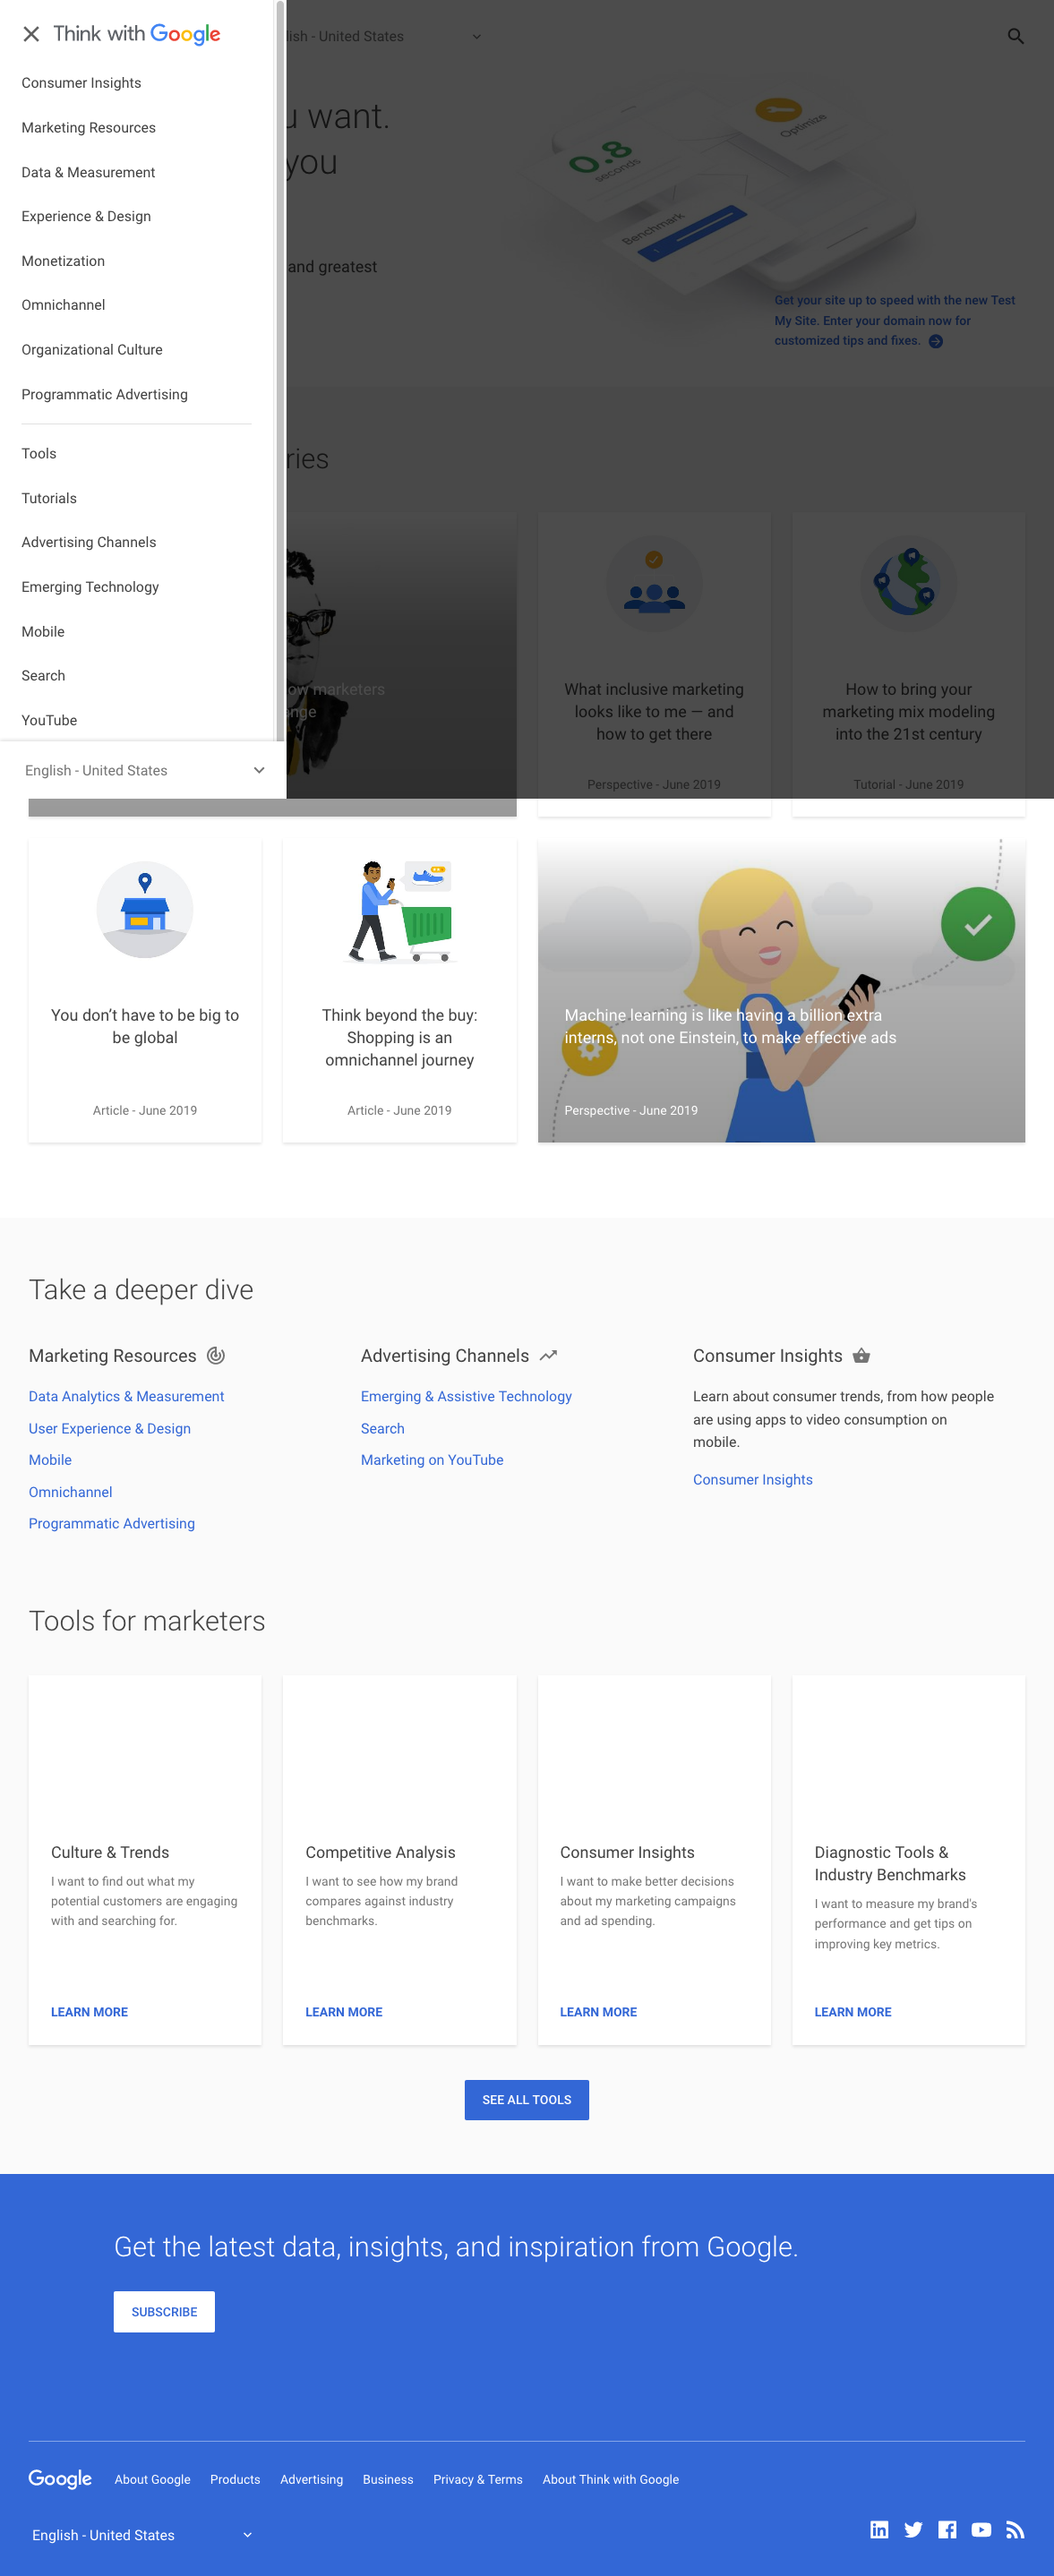 Think with Google
Consumer Insights
Marketing Resources
Data & Measurement
Experience & Design
Monetization
Omnichannel
Organizational Culture
Programmatic Advertising
Tools
Tutorials
Advertising Channels
Emerging Technology
Mobile
Search
YouTube
English - United States
- United States
want.
you
and greatest
0.8
seconds
Optimize
Benchmark
Get your site up to speed with the new Test
My Site. Enter your domain now for
customized tips and fixes.
marketers
What inclusive marketing
looks like to me — and
how to get there
Perspective - June 2019
How to bring your
marketing mix modeling
into the 21st century
Tutorial - June 2019
You don’t have to be big to
be global
Article - June 2019
Think beyond the buy:
Shopping is an
omnichannel journey
Article - June 2019
Machine learning is like having a billion extra
interns, not one Einstein, to make effective ads
Perspective - June 2019
Take a deeper dive
Marketing Resources
Data Analytics & Measurement
User Experience & Design
Mobile
Omnichannel
Programmatic Advertising
Advertising Channels
Emerging & Assistive Technology
Search
Marketing on YouTube
Consumer Insights
Learn about consumer trends, from how people
are using apps to video consumption on
mobile.
Consumer Insights
Tools for marketers
Culture & Trends
I want to find out what my
potential customers are engaging
with and searching for.
LEARN MORE
Competitive Analysis
I want to see how my brand
compares against industry
benchmarks.
LEARN MORE
Consumer Insights
I want to make better decisions
about my marketing campaigns
and ad spending.
LEARN MORE
Diagnostic Tools &
Industry Benchmarks
I want to measure my brand's
performance and get tips on
improving key metrics.
LEARN MORE
SEE ALL TOOLS
Get the latest data, insights, and inspiration from Google.
SUBSCRIBE
Google About Google Products Advertising Business Privacy & Terms About Think with Google
English - United States